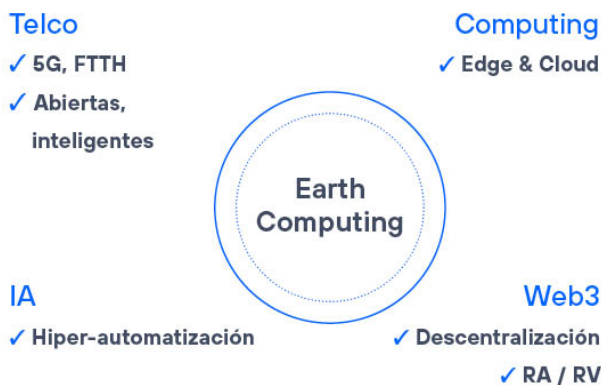 Telco
✓ 5G, FTTH
✓ Abiertas,
inteligentes
Computing
✓ Edge & Cloud
Earth
Computing
IA
✓ Hiper-automatización
Web3
✓ Descentralización
✓ RA / RV